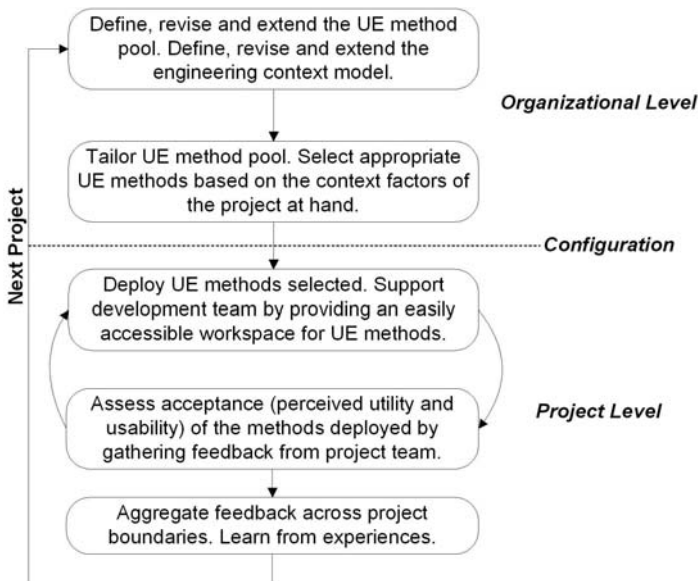 Define, revise and extend the UE method
pool. Define, revise and extend the
engineering context model.
Organizational Level
Tailor UE method pool. Select appropriate
UE methods based on the context factors of
the project at hand.
Next Project
Configuration
Deploy UE methods selected. Support
development team by providing an easily
accessible workspace for UE methods.
Assess acceptance (perceived utility and
usability) of the methods deployed by
gathering feedback from project team.
Project Level
Aggregate feedback across project
boundaries. Learn from experiences.